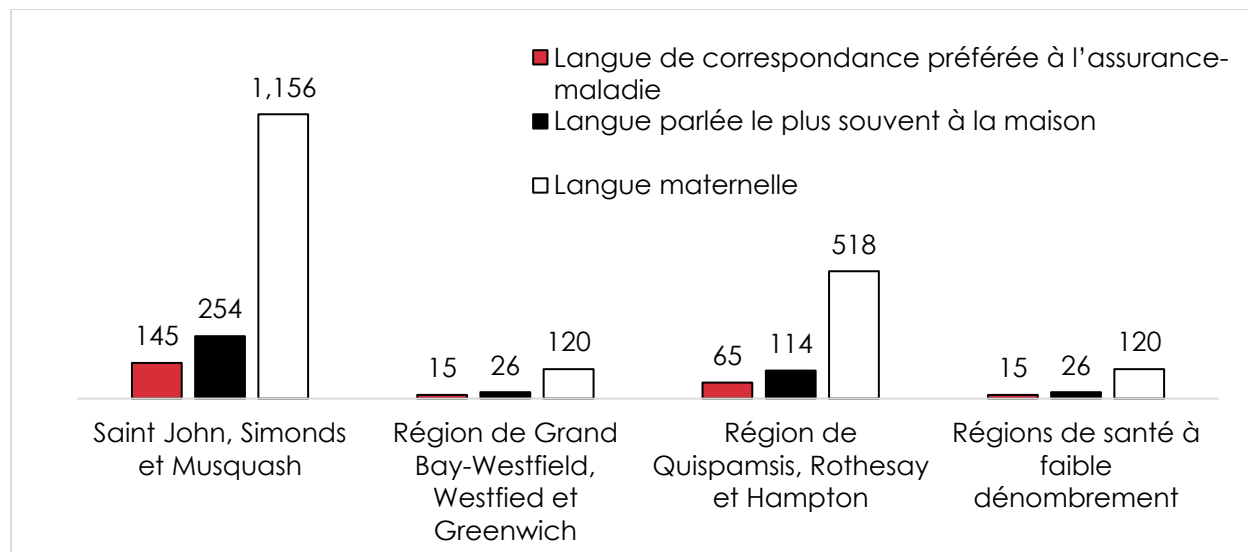 Langue de correspondance préférée à l’assurance-
maladie
Langue parlée le plus souvent à la maison
Langue maternelle
145
254
1,156
15
26
120
65
114
518
15
26
120
Saint John, Simonds
et Musquash
Région de Grand
Bay-Westfield,
Westfied et
Greenwich
Région de
Quispamsis, Rothesay
et Hampton
Régions de santé à
faible
dénombrement